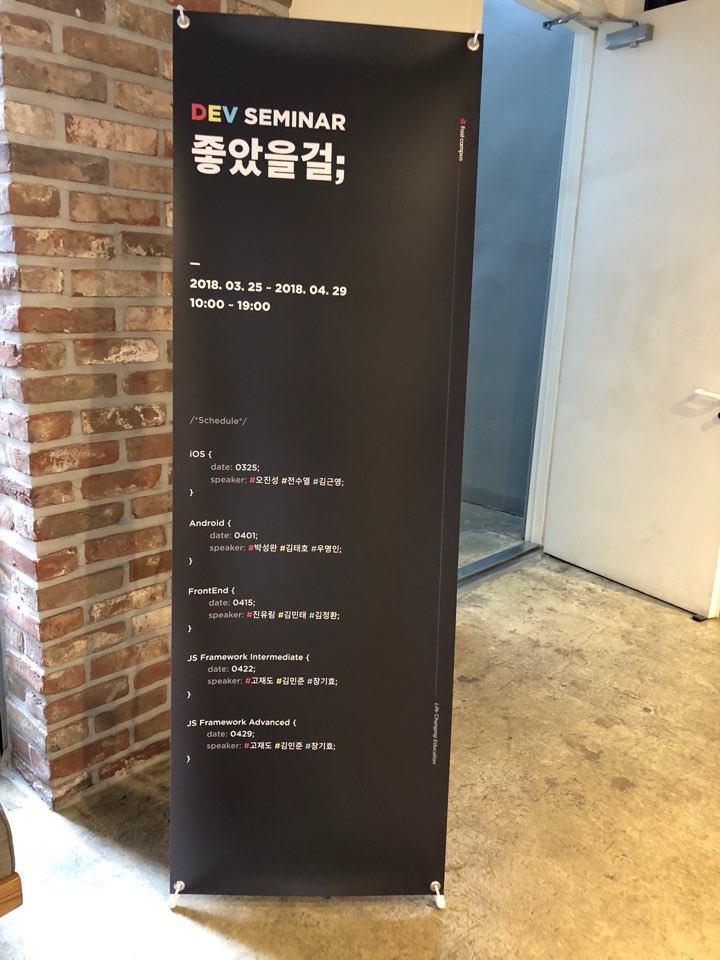 DEV SEMINAR
좋았을걸;
fast campus
2018. 03. 25 ~ 2018. 04. 29
10:00 ~ 19:00
/*Schedule*/
iOS {
date: 0325;
speaker: #오진성 #전수열 #김근영;
}
Android {
date: 0401;
speaker: #박성완 #김태호 #우명인;
}
FrontEnd {
date: 0415;
speaker: #진유림 #김민태 #김정환;
}
JS Framework Intermediate {
date: 0422;
speaker: #고재도 #김민준 #장기효;
}
JS Framework Advanced {
date: 0429;
speaker: #고재도 #김민준 #장기효;
}
Life Changing Education